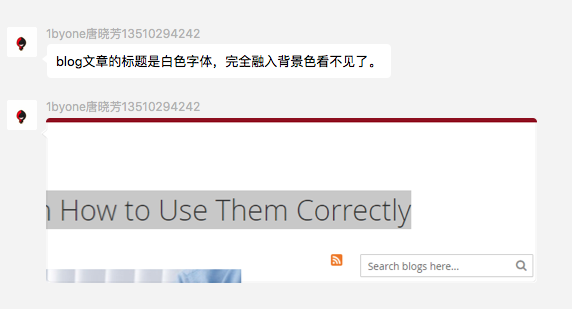 1byone唐晓芳13510294242
blog文章的标题是白色字体，完全融入背景色看不见了。
1byone唐晓芳13510294242
How to Use Them Correctly
Search blogs here...